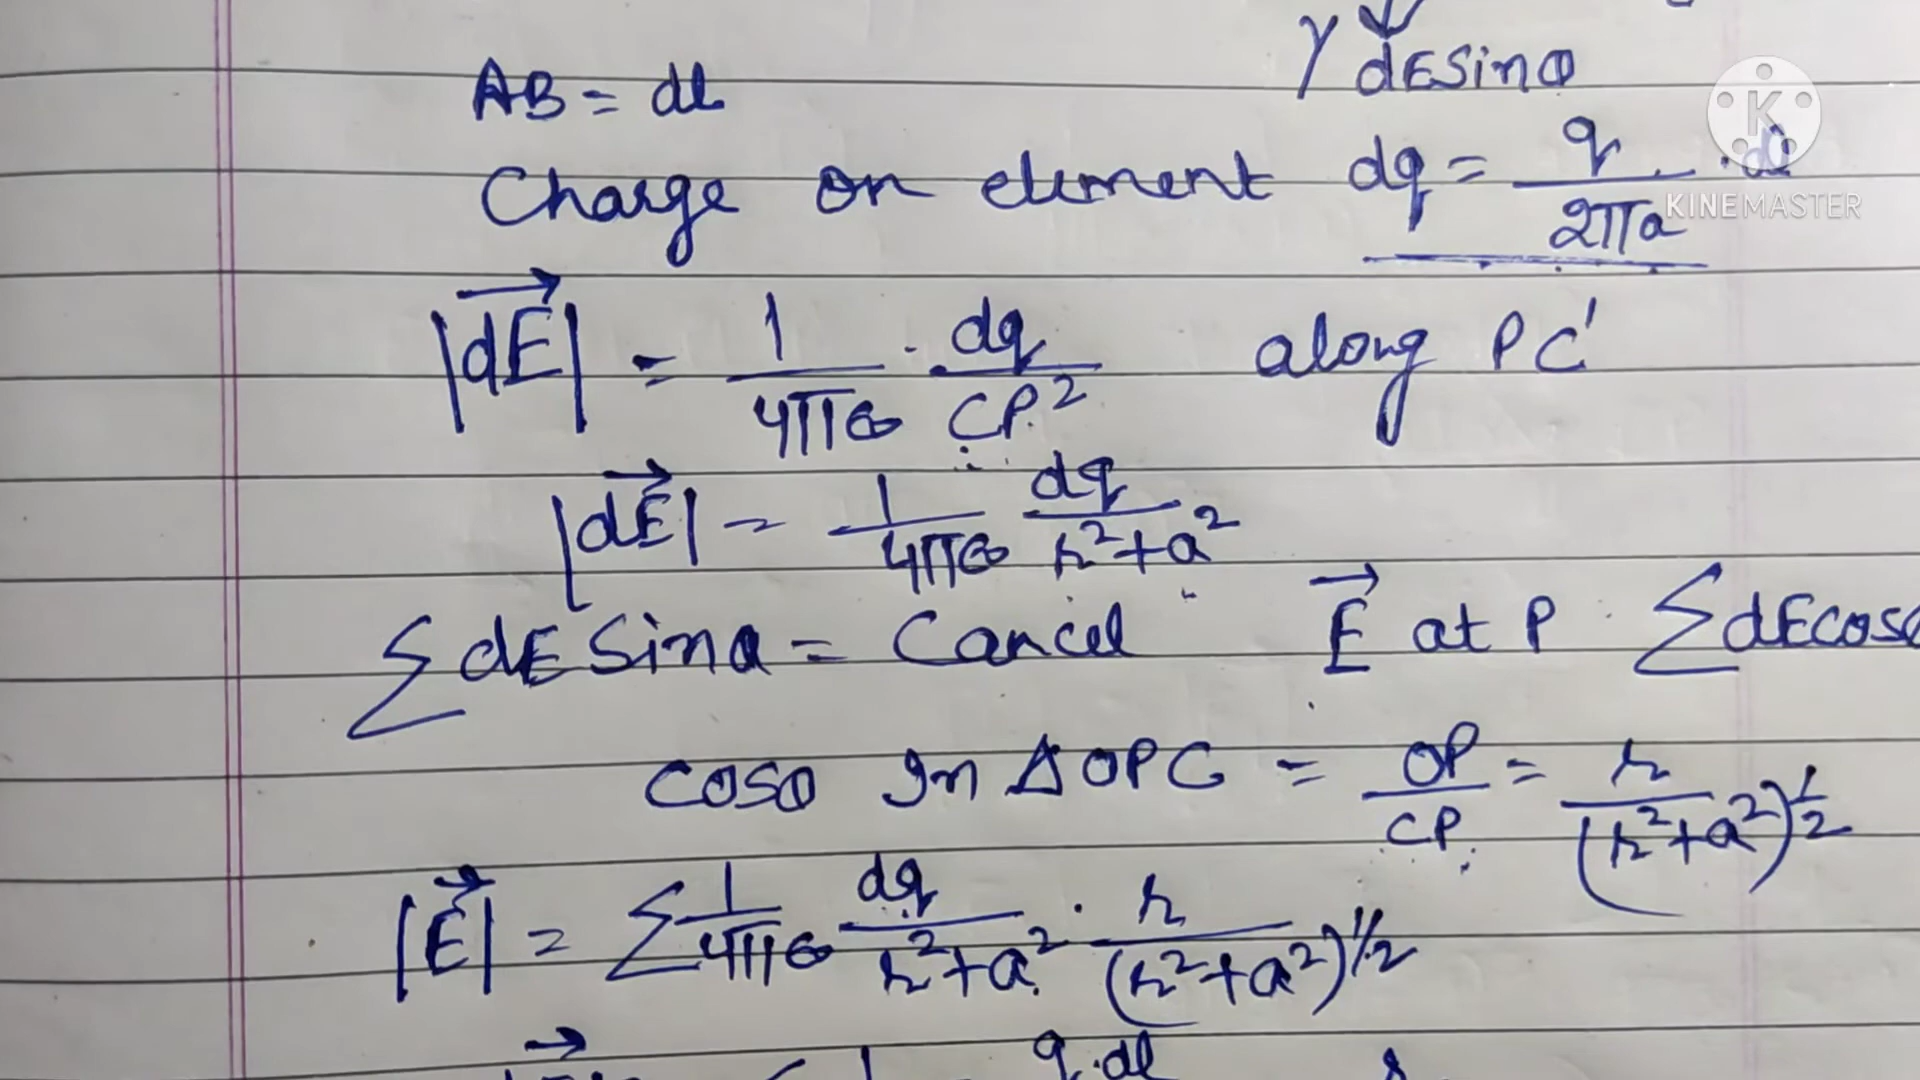 Y dE Sinθ
AB = dl
Charge on element dq = q/2πa · dl
KINEMASTER
|dE⃗| = 1/4πε₀ · dq/CP² along PC'
|dE⃗| = 1/4πε₀ dq/r²+a²
∑ dE Sinθ = Cancel E⃗ at P ∑ dE cosθ
cosθ In ΔOPC = OP/CP = r/(r²+a²)^1/2
|E⃗| = ∑ 1/4πε₀ dq/r²+a² · r/(r²+a²)^1/2
q.dl